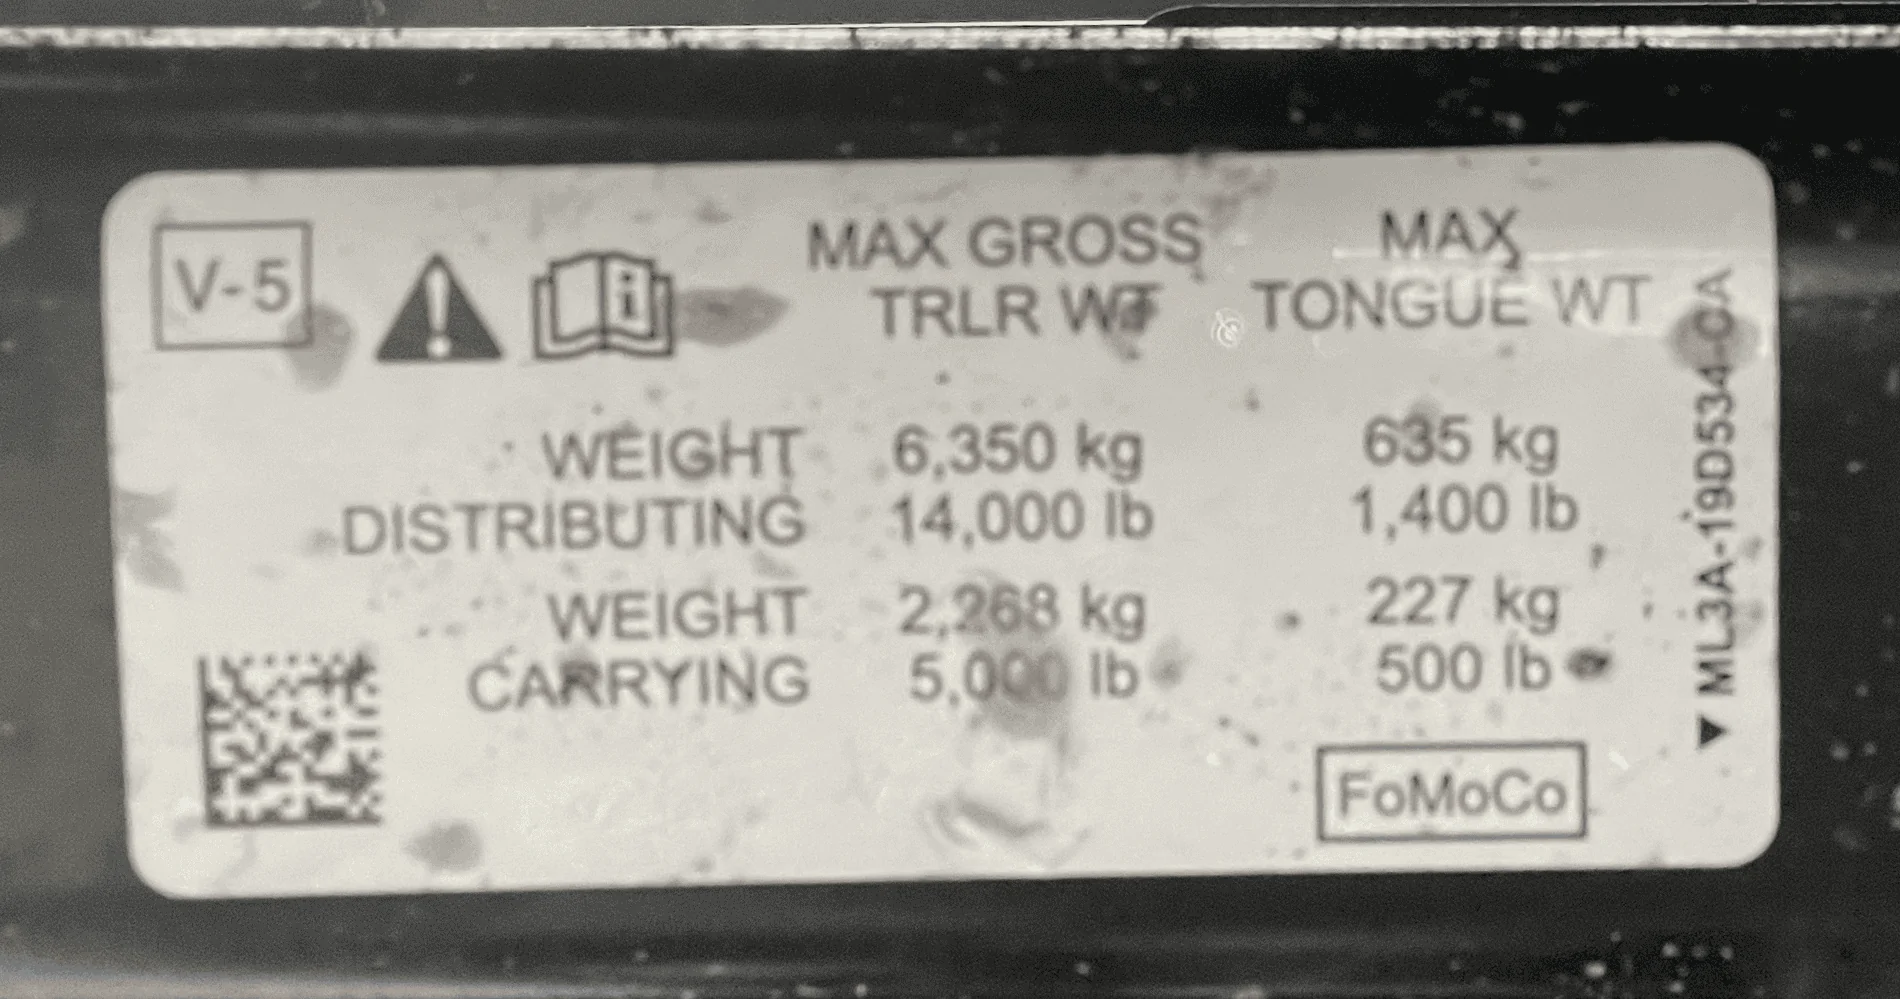 V-5
MAX GROSS
TRLR WT
MAX
TONGUE WT
WEIGHT
DISTRIBUTING
6,350 kg
14,000 lb
635 kg
1,400 lb
WEIGHT
CARRYING
2,268 kg
5,000 lb
227 kg
500 lb
FoMoCo
ML3A-19D534-CA